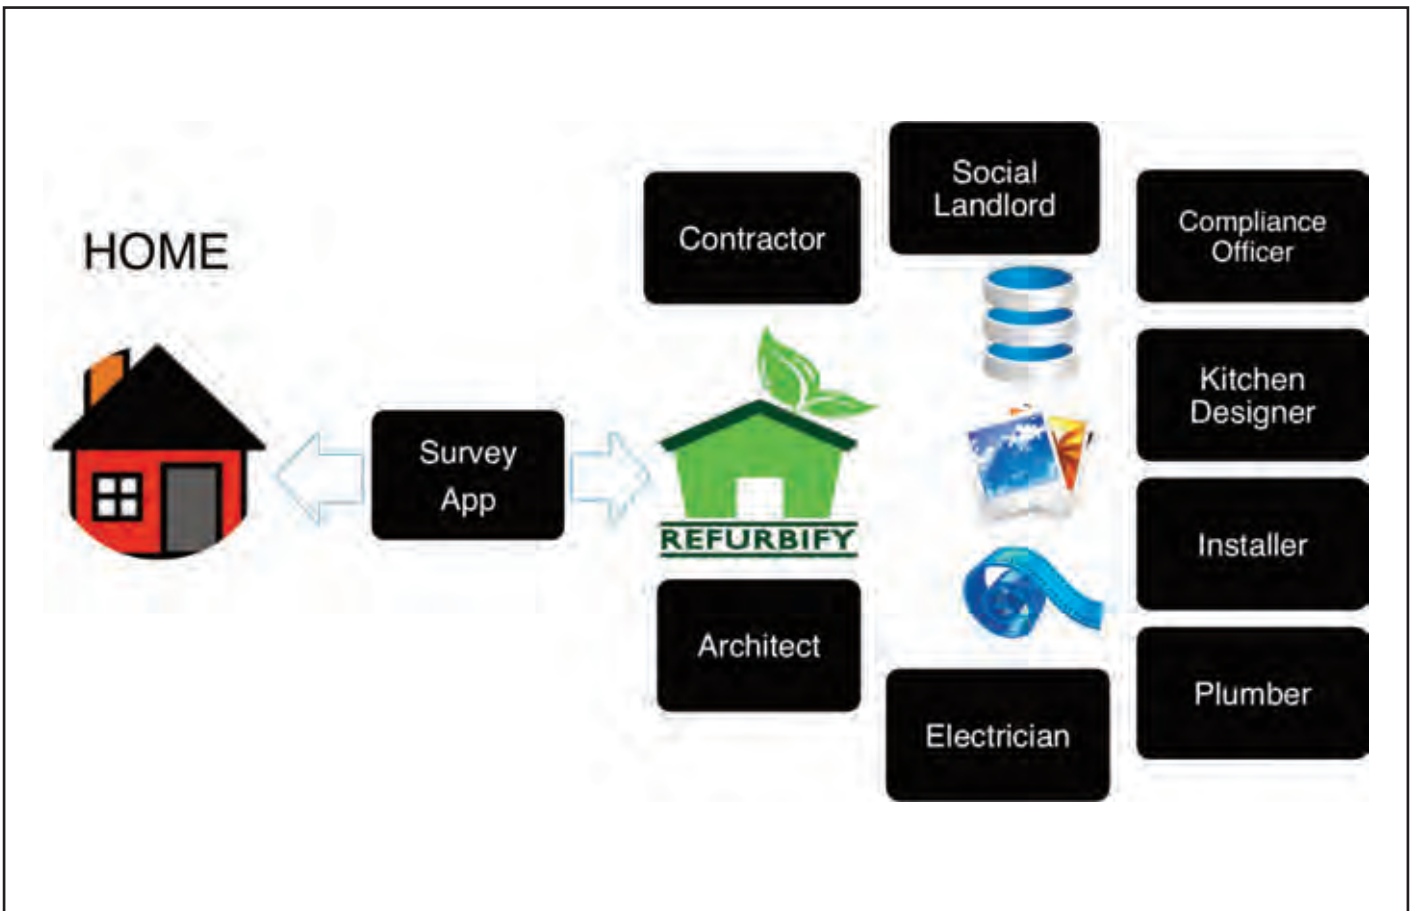 HOME
Survey
App
Contractor
REFURBIFY
Architect
Social
Landlord
Electrician
Compliance
Officer
Kitchen
Designer
Installer
Plumber